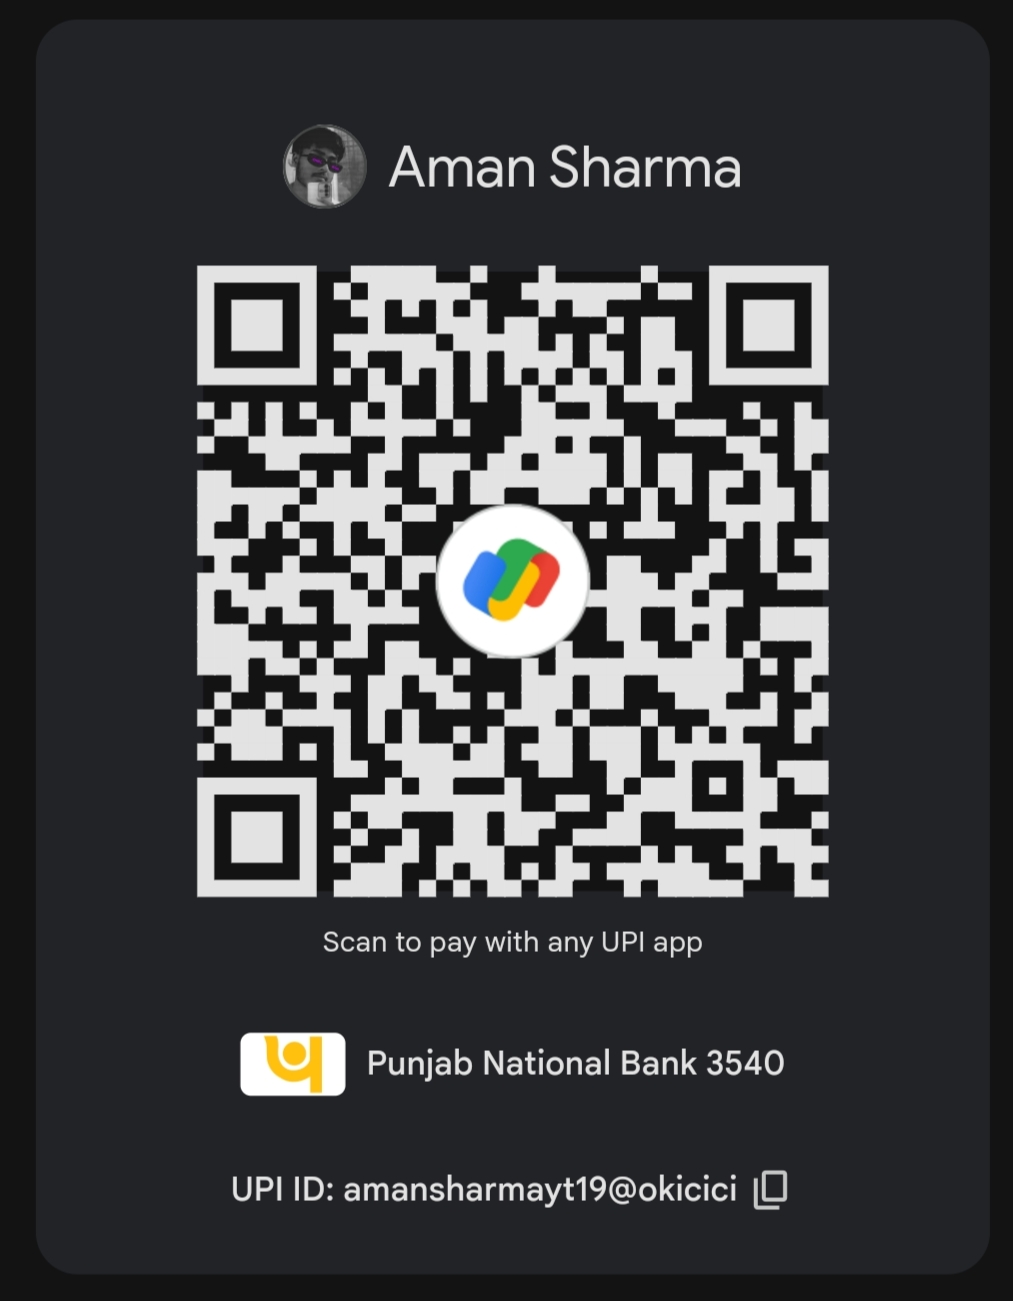 Aman Sharma
Scan to pay with any UPI app
Punjab National Bank 3540
UPI ID: amansharmayt19@okicici